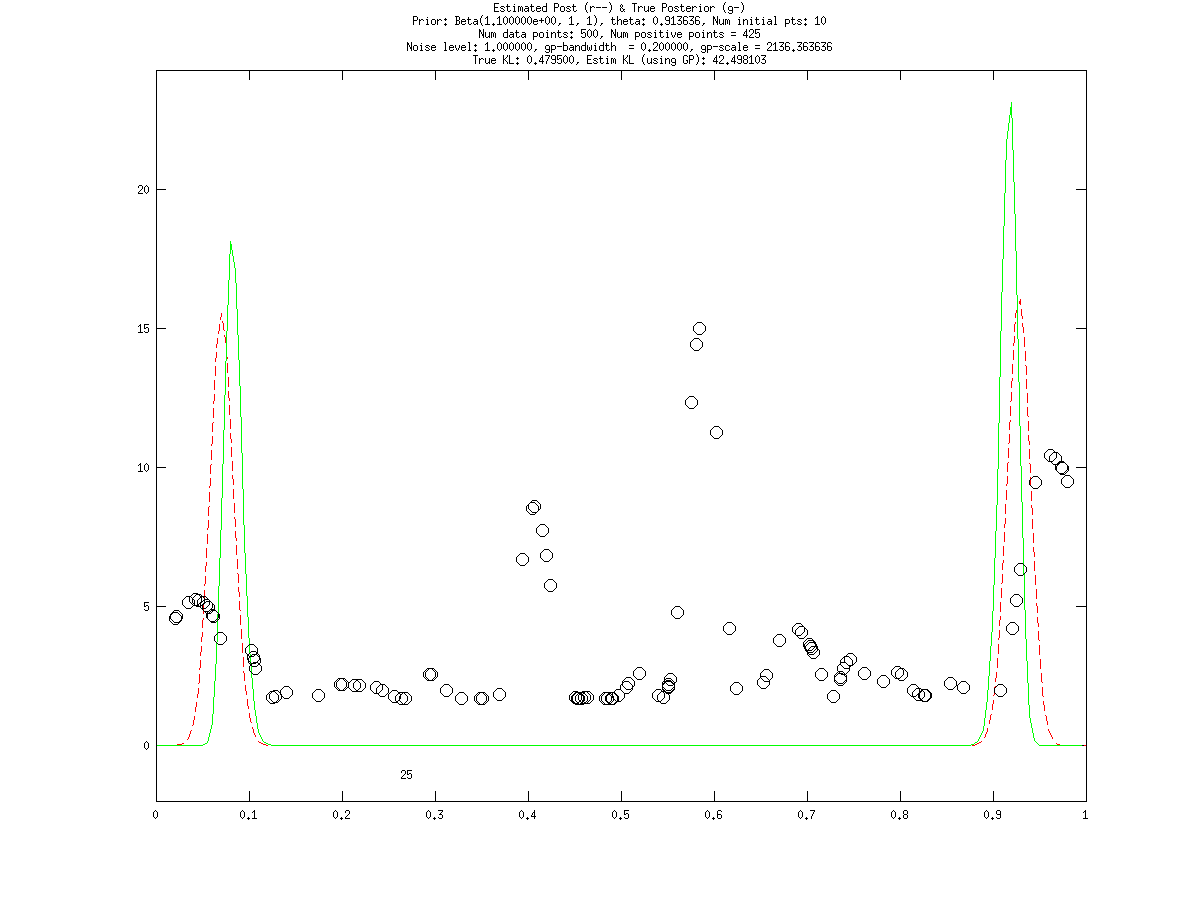 Estimated Post (r--) & True Posterior (g-)
Prior: Beta(1.100000e+00, 1, 1), theta: 0.913636, Num initial pts: 10
Num data points: 500, Num positive points = 425
Noise level: 1.000000, gp-bandwidth  = 0.200000, gp-scale = 2136.363636
True KL: 0.479500, Estim KL (using GP): 42.498103
20
15
10
5
0
25
0 0.1 0.2 0.3 0.4 0.5 0.6 0.7 0.8 0.9 1